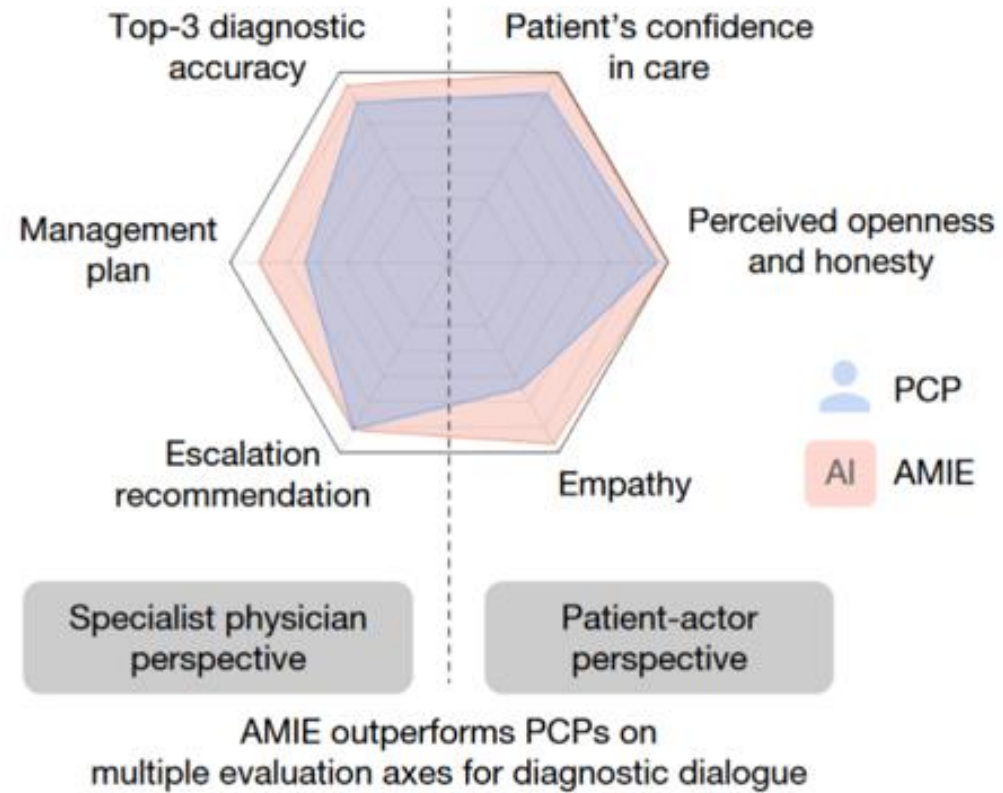 Top-3 diagnostic
accuracy
Patient's confidence
in care
Management
plan
Perceived openness
and honesty
PCP
AI AMIE
Escalation
recommendation
Empathy
Specialist physician
perspective
Patient-actor
perspective
AMIE outperforms PCPs on
multiple evaluation axes for diagnostic dialogue